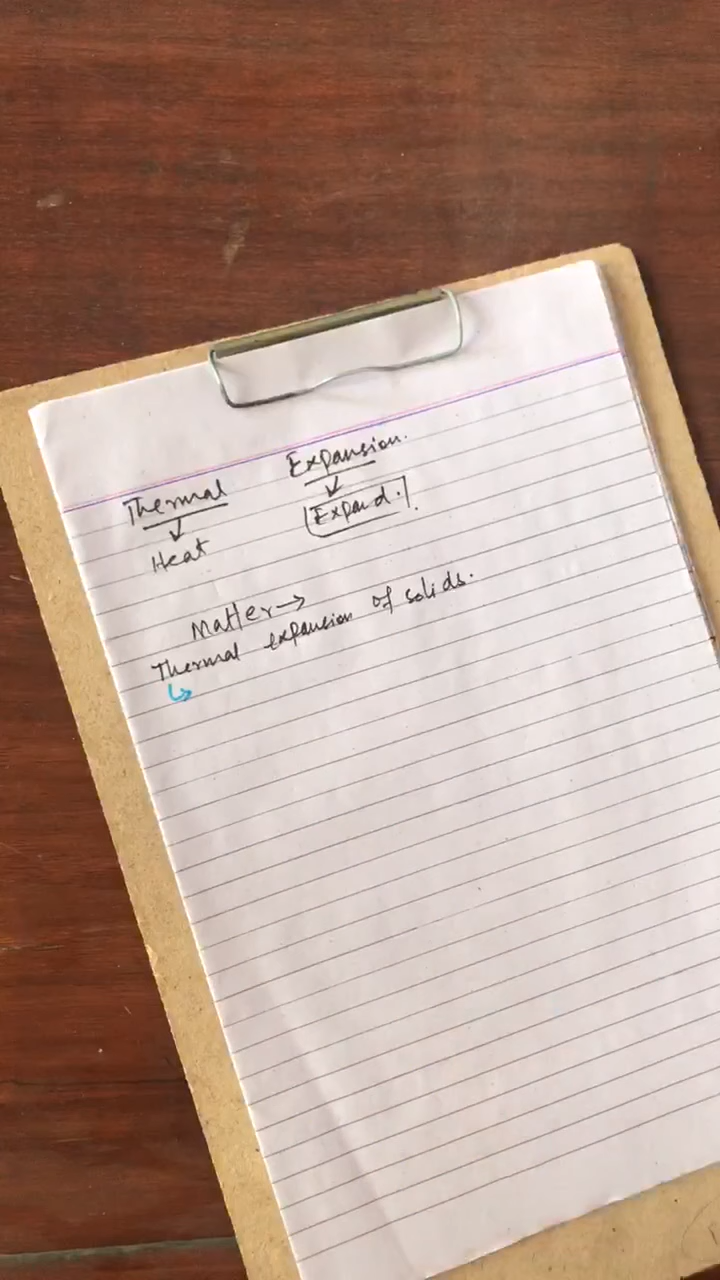 Thermal Expansion.
↓ ↓
Heat Expand.
Matter →
Thermal expansion of solids.
↳